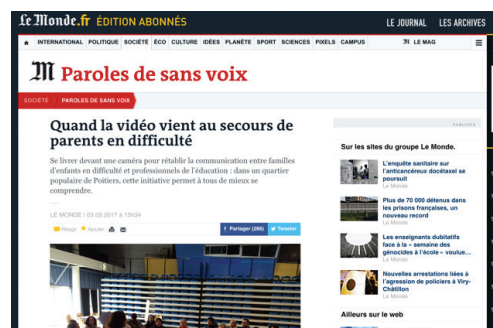 Le Monde.fr ÉDITION ABONNÉS
LE JOURNAL LES ARCHIVES
INTERNATIONAL POLITIQUE SOCIÉTÉ ÉCO CULTURE IDÉES PLANÈTE SPORT SCIENCES PIXELS CAMPUS M LE MAG
M Paroles de sans voix
SOCIÉTÉ PAROLES DE SANS VOIX
Quand la vidéo vient au secours de
parents en difficulté
Se livrer devant une caméra pour rétablir la communication entre familles
d'enfants en difficulté et professionnels de l'éducation : dans un quartier
populaire de Poitiers, cette initiative permet à tous de mieux se
comprendre.
LE MONDE | 03.03.2017 à 15h34
Réagir Ajouter
Partager (286) Tweeter
PUBLICITÉ
Sur les sites du groupe Le Monde.
L'enquête sanitaire sur
l'anticancéreux docétaxel se
poursuit
Le Monde
Plus de 70 000 détenus dans
les prisons françaises, un
nouveau record
Le Monde
Les enseignants dubitatifs
face à la « semaine des
génocides à l'école » voulue...
Le Monde
Nouvelles arrestations liées à
l'agression de policiers à Viry-
Châtillon
Le Monde
Ailleurs sur le web